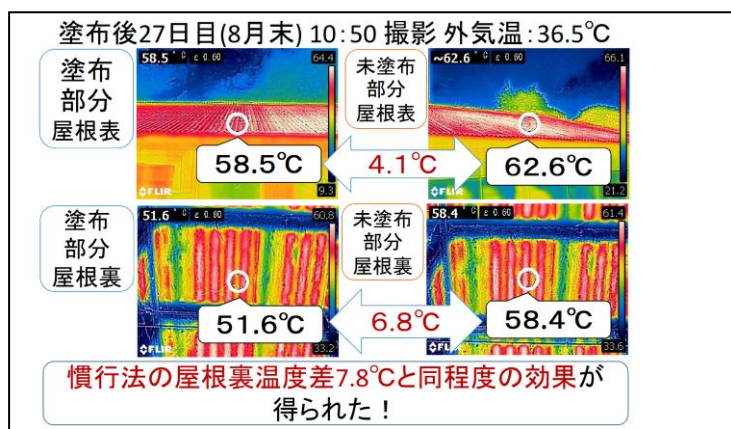 塗布後27日目(8月末) 10:50 撮影 外気温:36.5℃
塗布
部分
屋根表
58.5 °C ε 0.60
64.4
58.5℃
9.3
FLIR
4.1℃
未塗布
部分
屋根表
~62.6 °C ε 0.60
66.1
62.6℃
21.2
FLIR
塗布
部分
屋根裏
51.6 °C ε 0.60
60.8
51.6℃
33.2
FLIR
6.8℃
未塗布
部分
屋根裏
58.4 °C ε 0.60
61.4
58.4℃
33.6
FLIR
慣行法の屋根裏温度差7.8℃と同程度の効果が
得られた!